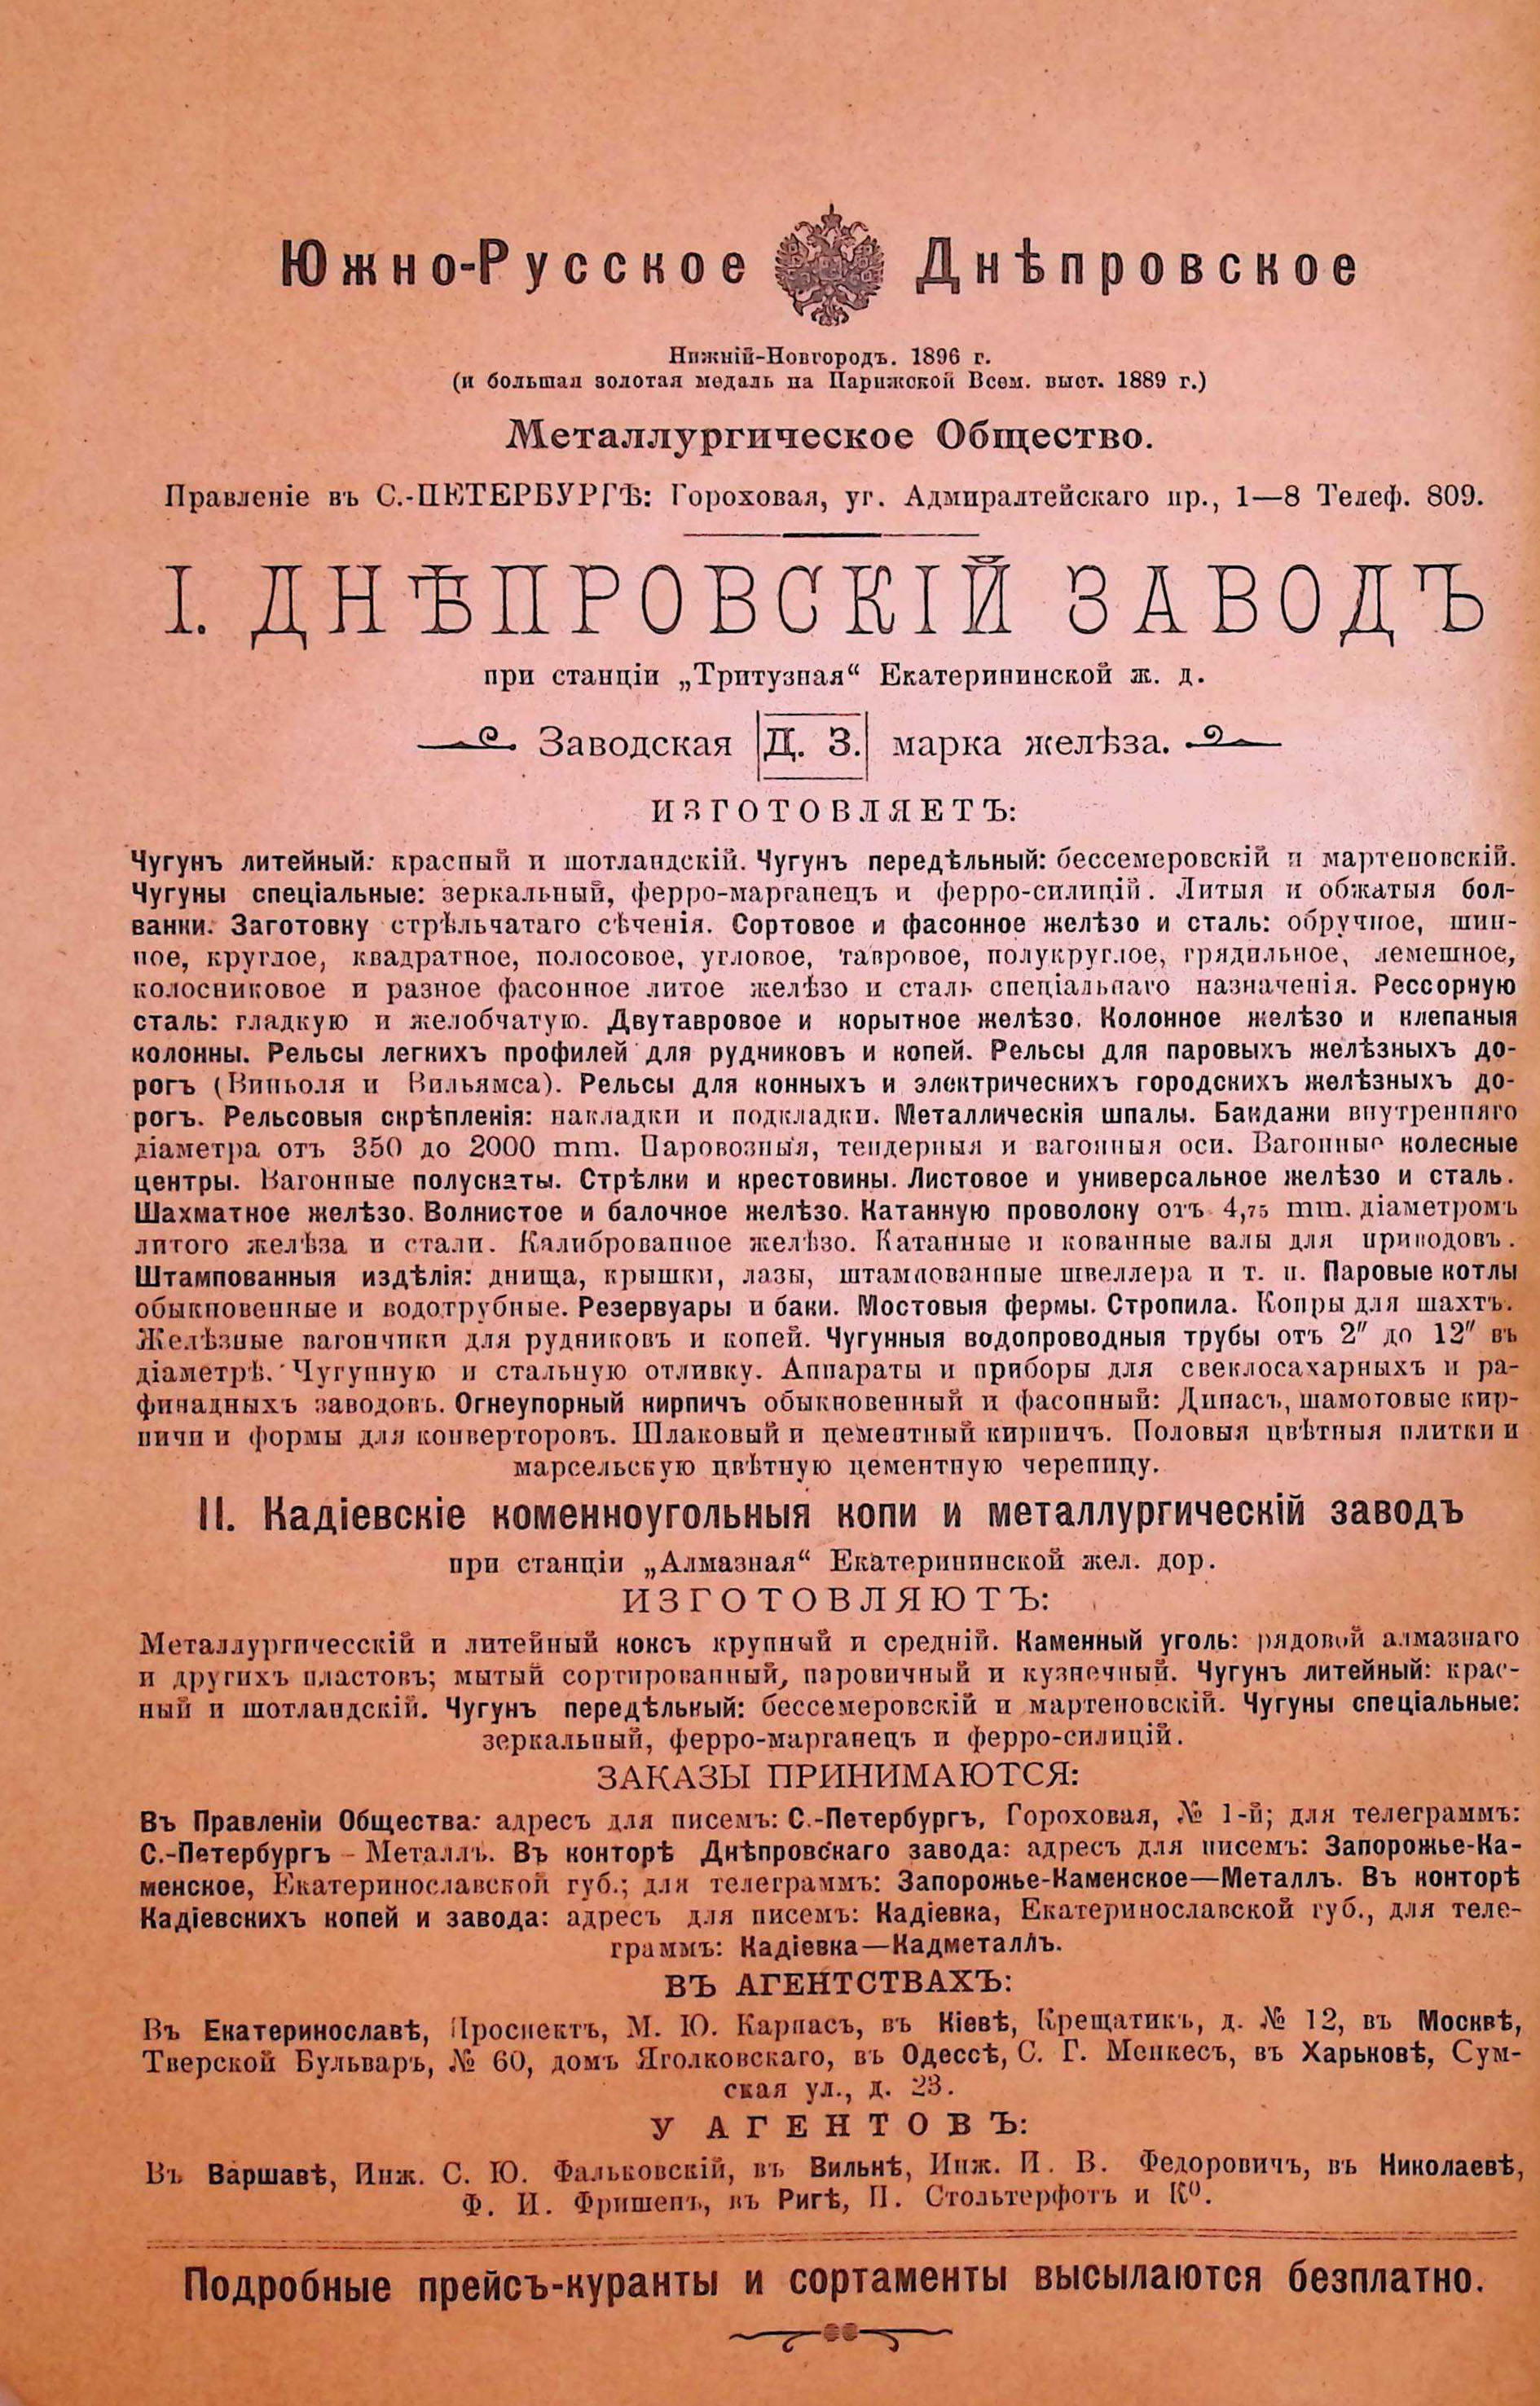 Южно-Русское Днѣпровское
Нижній-Новгородъ. 1896 г.
(и большая золотая медаль на Парижской Всем. выст. 1889 г.)
Металлургическое Общество.
Правленіе въ С.-ПЕТЕРБУРГѢ: Гороховая, уг. Адмиралтейскаго пр., 1—8 Телеф. 809.
I. ДНѢПРОВСКІЙ ЗАВОДЪ
при станціи „Тритузная“ Екатерининской ж. д.
Заводская Д. З. марка желѣза.
ИЗГОТОВЛЯЕТЪ:
Чугунъ литейный: красный и шотландскій. Чугунъ передѣльный: бессемеровскій и мартеновскій.
Чугуны спеціальные: зеркальный, ферро-марганецъ и ферро-силицій. Литыя и обжатыя бол-
ванки. Заготовку стрѣльчатаго сѣченія. Сортовое и фасонное желѣзо и сталь: обручное, шин-
ное, круглое, квадратное, полосовое, угловое, тавровое, полукруглое, грядильное, лемешное,
колосниковое и разное фасонное литое желѣзо и сталь спеціальнаго назначенія. Рессорную
сталь: гладкую и желобчатую. Двутавровое и корытное желѣзо. Колонное желѣзо и клепаныя
колонны. Рельсы легкихъ профилей для рудниковъ и копей. Рельсы для паровыхъ желѣзныхъ до-
рогъ (Виньоля и Вильямса). Рельсы для конныхъ и электрическихъ городскихъ желѣзныхъ до-
рогъ. Рельсовыя скрѣпленія: накладки и подкладки. Металлическія шпалы. Бандажи внутренняго
діаметра отъ 350 до 2000 mm. Паровозныя, тендерныя и вагонныя оси. Вагонные колесные
центры. Вагонные полускаты. Стрѣлки и крестовины. Листовое и универсальное желѣзо и сталь.
Шахматное желѣзо. Волнистое и балочное желѣзо. Катанную проволоку отъ 4,75 mm. діаметромъ
литого желѣза и стали. Калиброванное желѣзо. Катанные и кованные валы для приводовъ.
Штампованныя издѣлія: днища, крышки, лазы, штампованные швеллера и т. п. Паровые котлы
обыкновенные и водотрубные. Резервуары и баки. Мостовыя фермы. Стропила. Копры для шахтъ.
Желѣзные вагончики для рудниковъ и копей. Чугунныя водопроводныя трубы отъ 2″ до 12″ въ
діаметрѣ. Чугунную и стальную отливку. Аппараты и приборы для свеклосахарныхъ и ра-
финадныхъ заводовъ. Огнеупорный кирпичъ обыкновенный и фасонный: Динасъ, шамотовые кир-
пичи и формы для конверторовъ. Шлаковый и цементный кирпичъ. Половыя цвѣтныя плитки и
марсельскую цвѣтную цементную черепицу.
II. Кадіевскіе коменноугольныя копи и металлургическій заводъ
при станціи „Алмазная“ Екатерининской жел. дор.
ИЗГОТОВЛЯЮТЪ:
Металлургичесскій и литейный коксъ крупный и средній. Каменный уголь: рядовой алмазнаго
и другихъ пластовъ; мытый сортированный, паровичный и кузнечный. Чугунъ литейный: крас-
ный и шотландскій. Чугунъ передѣльный: бессемеровскій и мартеновскій. Чугуны спеціальные:
зеркальный, ферро-марганецъ и ферро-силицій.
ЗАКАЗЫ ПРИНИМАЮТСЯ:
Въ Правленіи Общества: адресъ для писемъ: С.-Петербургъ, Гороховая, № 1-й; для телеграммъ:
С.-Петербургъ - Металлъ. Въ конторѣ Днѣпровскаго завода: адресъ для писемъ: Запорожье-Ка-
менское, Екатеринославской губ.; для телеграммъ: Запорожье-Каменское—Металлъ. Въ конторѣ
Кадіевскихъ копей и завода: адресъ для писемъ: Кадіевка, Екатеринославской губ., для теле-
граммъ: Кадіевка—Кадметаллъ.
ВЪ АГЕНТСТВАХЪ:
Въ Екатеринославѣ, Проспектъ, М. Ю. Карпасъ, въ Кіевѣ, Крещатикъ, д. № 12, въ Москвѣ,
Тверской Бульваръ, № 60, домъ Яголковскаго, въ Одессѣ, С. Г. Менкесъ, въ Харьковѣ, Сум-
ская ул., д. 23.
У АГЕНТОВЪ:
Въ Варшавѣ, Инж. С. Ю. Фальковскій, въ Вильнѣ, Инж. И. В. Федоровичъ, въ Николаевѣ,
Ф. И. Фришенъ, въ Ригѣ, П. Стольтерфотъ и К⁰.
Подробные прейсъ-куранты и сортаменты высылаются безплатно.